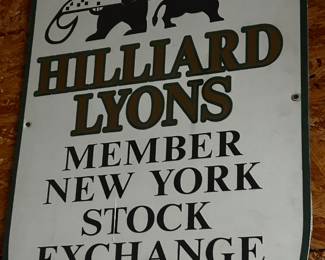 HILLIARD
LYONS
MEMBER
NEW YORK
STOCK
EXCHANGE